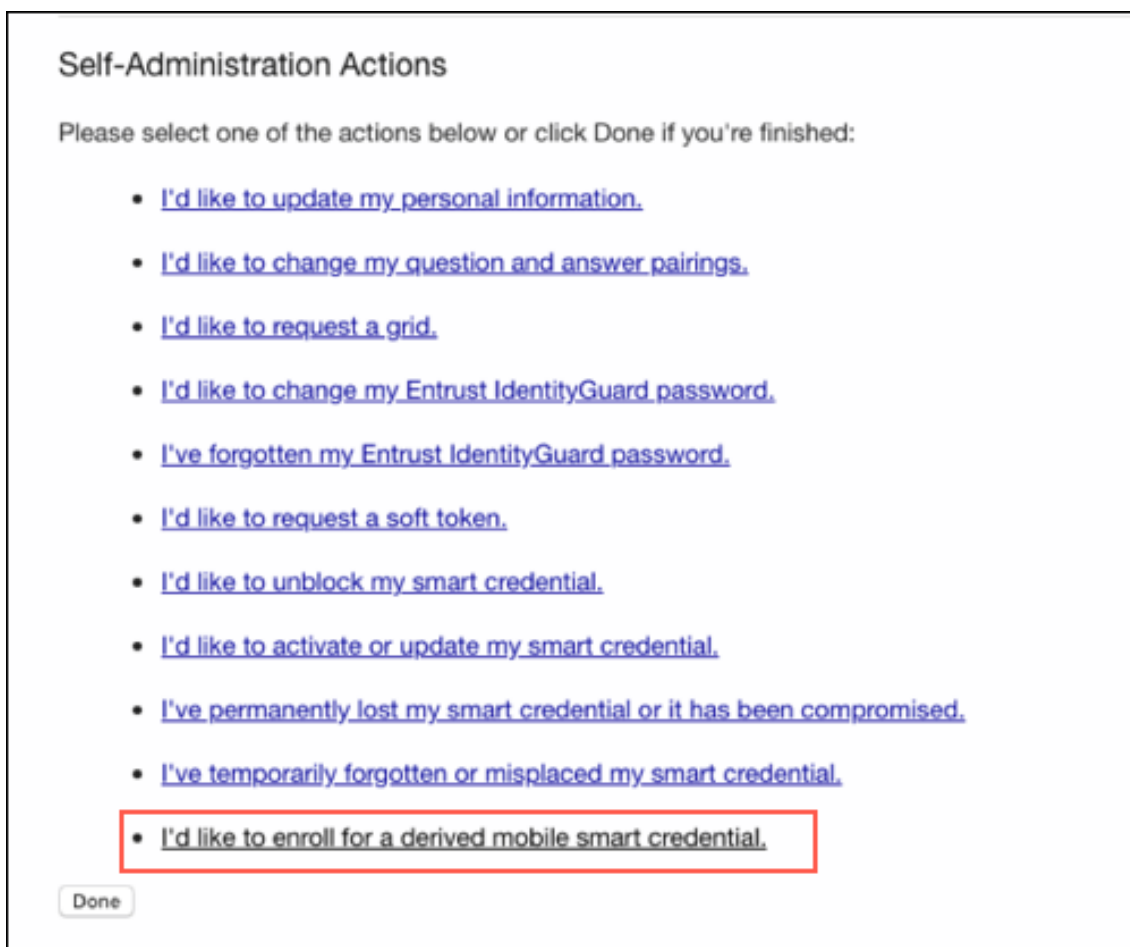 Self-Administration Actions
Please select one of the actions below or click Done if you're finished:
I'd like to update my personal information.
I'd like to change my question and answer pairings.
I'd like to request a grid.
I'd like to change my Entrust IdentityGuard password.
I've forgotten my Entrust IdentityGuard password.
I'd like to request a soft token.
I'd like to unblock my smart credential.
I'd like to activate or update my smart credential.
I've permanently lost my smart credential or it has been compromised.
I've temporarily forgotten or misplaced my smart credential.
I'd like to enroll for a derived mobile smart credential.
Done